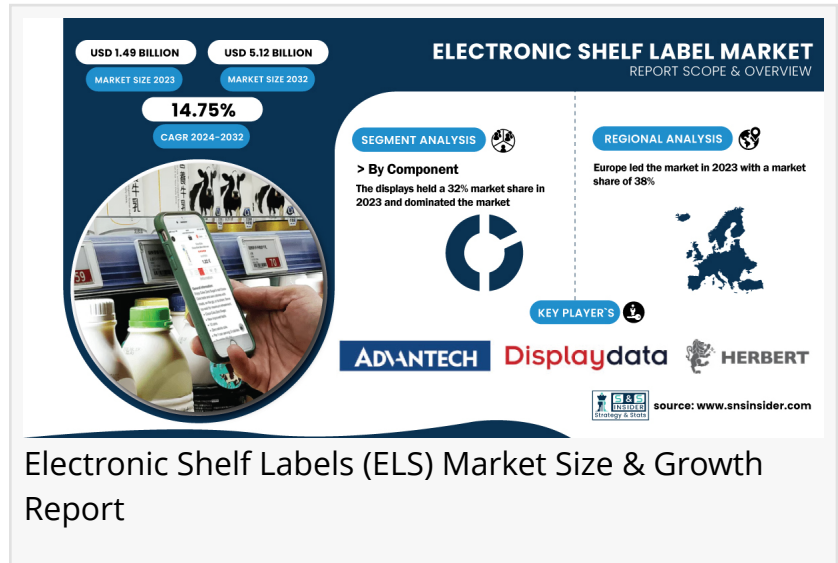 USD 1.49 BILLION
USD 5.12 BILLION
MARKET SIZE 2023
MARKET SIZE 2032
14.75%
CAGR 2024-2032
ELECTRONIC SHELF LABEL MARKET
REPORT SCOPE & OVERVIEW
SEGMENT ANALYSIS
> By Component
The displays held a 32% market share in
2023 and dominated the market
REGIONAL ANALYSIS
Europe led the market in 2023 with a market
share of 38%
KEY PLAYER`S
ADVANTECH
Displaydata
HERBERT
S&S
INSIDER
Strategy & Stats
source: www.snsinsider.com
59
70
Electronic Shelf Labels (ELS) Market Size & Growth
Report